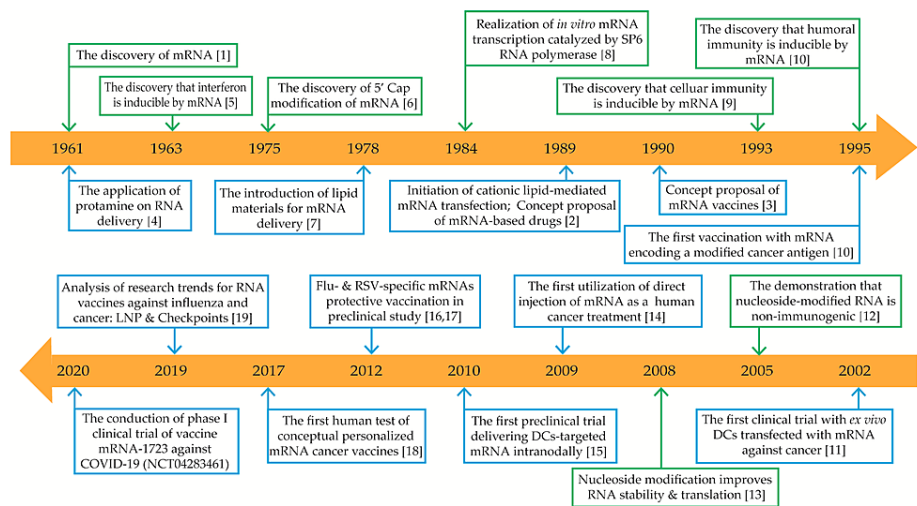 The discovery of mRNA [1]
The discovery that interferon
is inducible by mRNA [5]
The discovery of 5' Cap
modification of mRNA [6]
Realization of in vitro mRNA
transcription catalyzed by SP6
RNA polymerase [8]
The discovery that celluar immunity
is inducible by mRNA [9]
The discovery that humoral
immunity is inducible by
mRNA [10]
1961 1963 1975 1978 1984 1989 1990 1993 1995
The application of
protamine on RNA
delivery [4]
The introduction of lipid
materials for mRNA
delivery [7]
Initiation of cationic lipid-mediated
mRNA transfection; Concept proposal
of mRNA-based drugs [2]
Concept proposal of
mRNA vaccines [3]
The first vaccination with mRNA
encoding a modified cancer antigen [10]
Analysis of research trends for RNA
vaccines against influenza and
cancer: LNP & Checkpoints [19]
Flu- & RSV-specific mRNAs
protective vaccination in
preclinical study [16,17]
The first utilization of direct
injection of mRNA as a human
cancer treatment [14]
The demonstration that
nucleoside-modified RNA is
non-immunogenic [12]
2020 2019 2017 2012 2010 2009 2008 2005 2002
The conduction of phase I
clinical trial of vaccine
mRNA-1723 against
COVID-19 (NCT04283461)
The first human test of
conceptual personalized
mRNA cancer vaccines [18]
The first preclinical trial
delivering DCs-targeted
mRNA intranodally [15]
Nucleoside modification improves
RNA stability & translation [13]
The first clinical trial with ex vivo
DCs transfected with mRNA
against cancer [11]